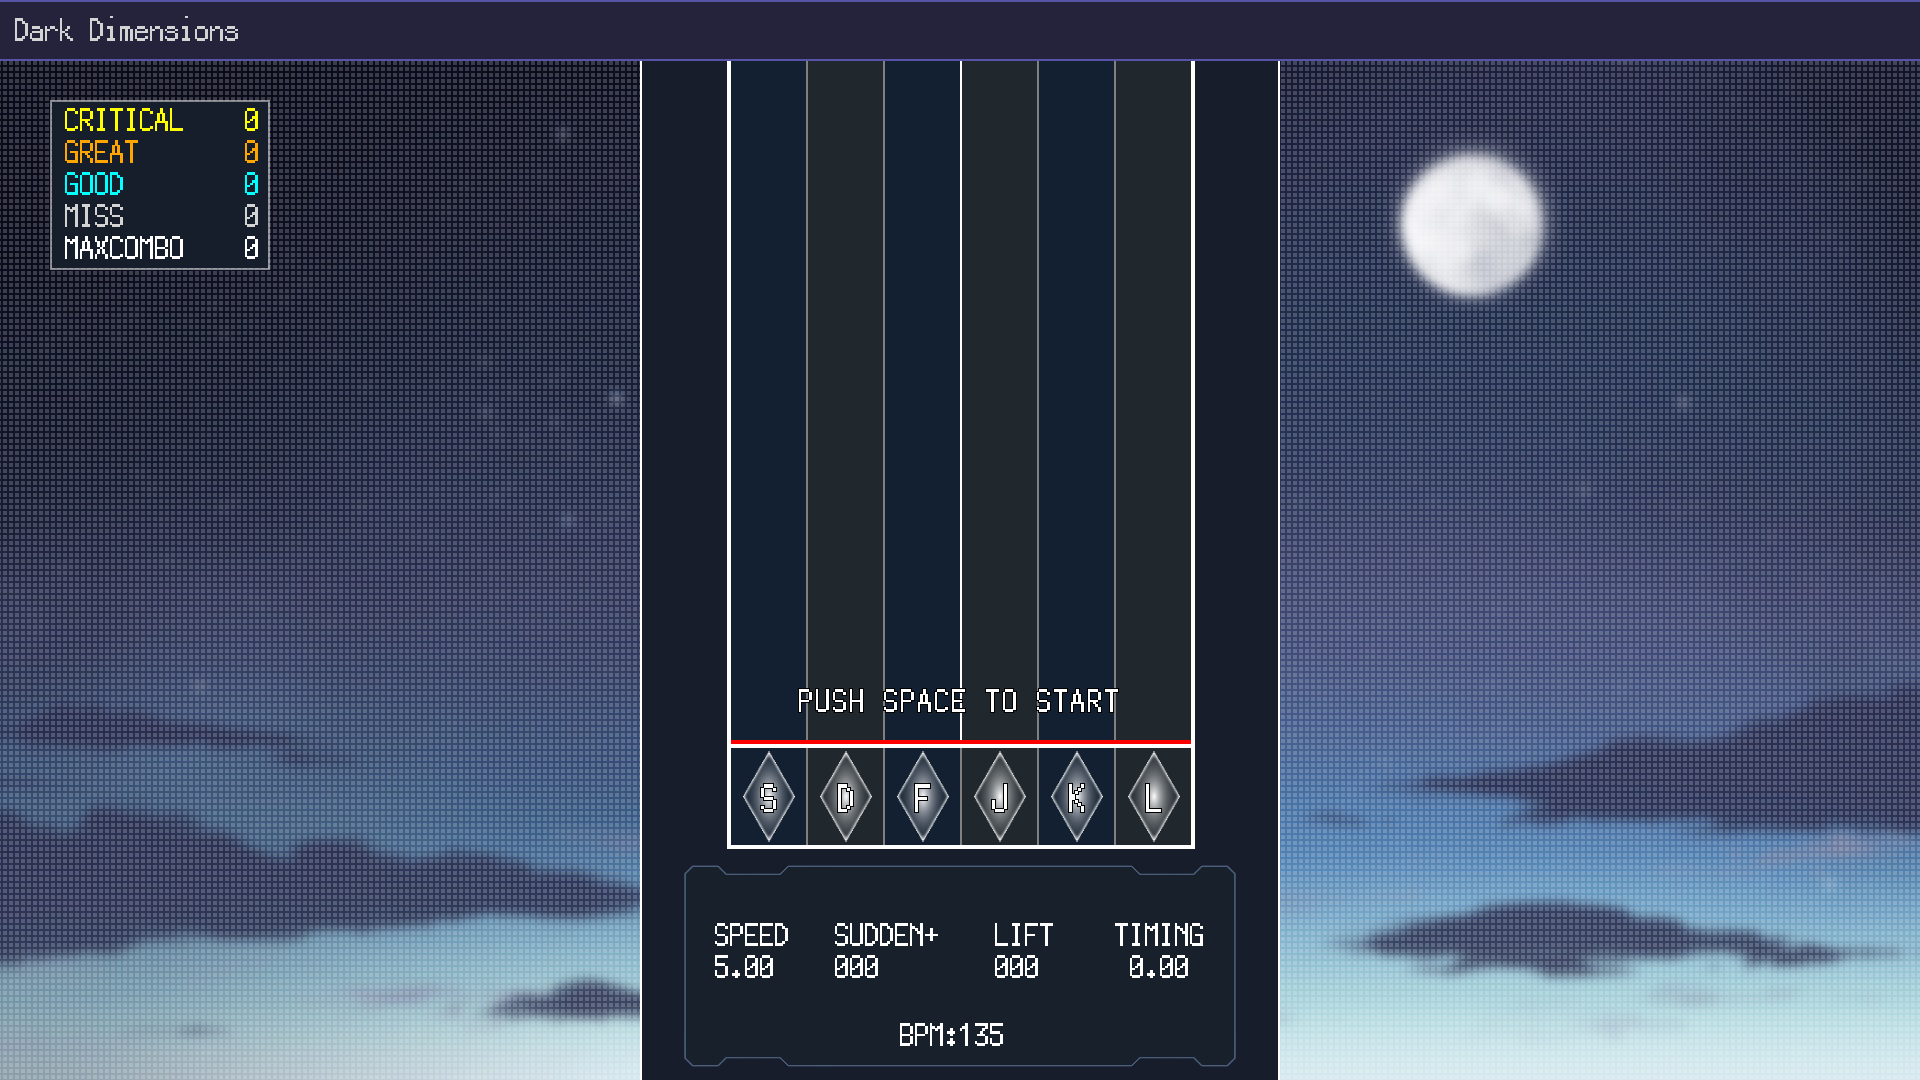 Dark Dimensions
CRITICAL 0
GREAT 0
GOOD 0
MISS 0
MAXCOMBO 0
PUSH SPACE TO START
S D F J K L
SPEED SUDDEN+ LIFT TIMING
5.00 000 000 0.00
BPM:135